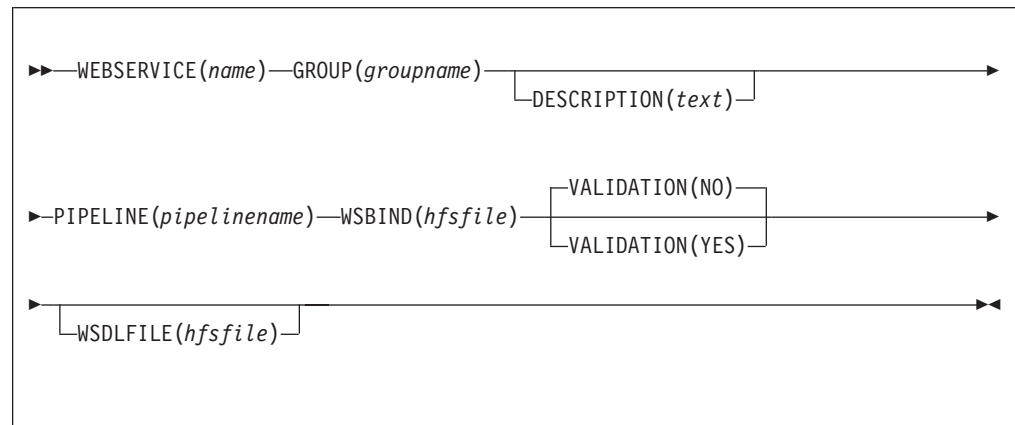 WEBSERVICE(name) GROUP(groupname)
DESCRIPTION(text)
VALIDATION(NO)
PIPELINE(pipelinename) WSBIND(hfsfile)
VALIDATION(YES)
WSDLFILE(hfsfile)